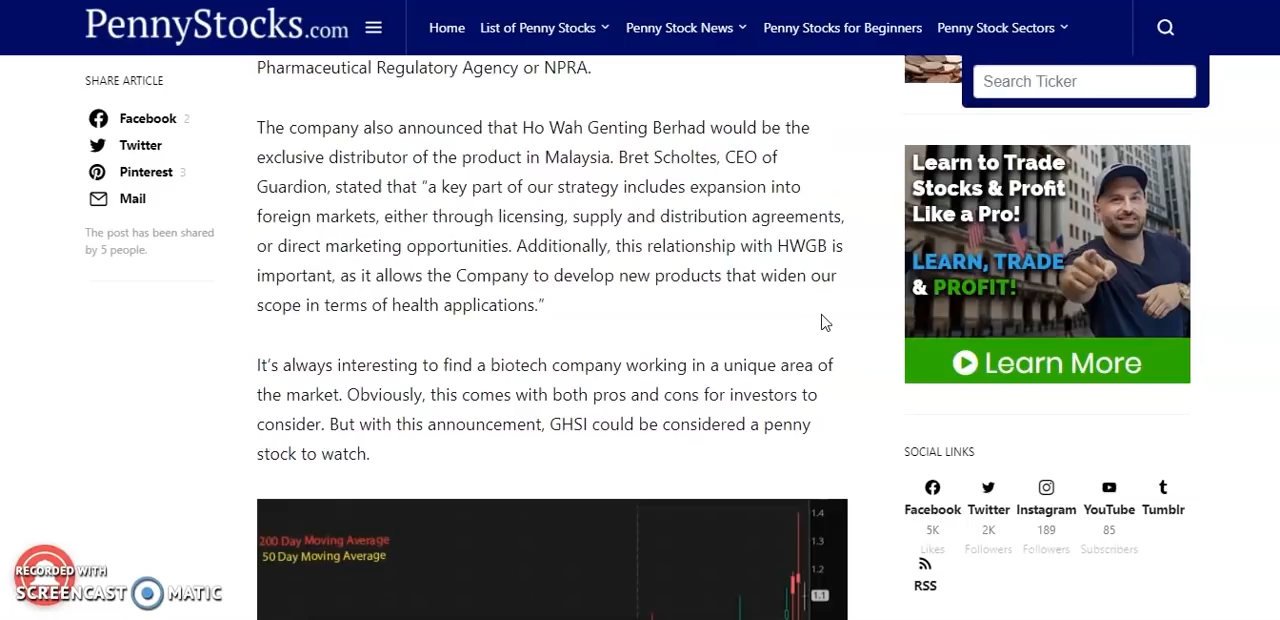 PennyStocks.com
Home List of Penny Stocks Penny Stock News Penny Stocks for Beginners Penny Stock Sectors
Search Ticker
SHARE ARTICLE
Facebook 2
Twitter
Pinterest 3
Mail
The post has been shared
by 5 people.
Pharmaceutical Regulatory Agency or NPRA.
The company also announced that Ho Wah Genting Berhad would be the
exclusive distributor of the product in Malaysia. Bret Scholtes, CEO of
Guardion, stated that “a key part of our strategy includes expansion into
foreign markets, either through licensing, supply and distribution agreements,
or direct marketing opportunities. Additionally, this relationship with HWGB is
important, as it allows the Company to develop new products that widen our
scope in terms of health applications.”
It’s always interesting to find a biotech company working in a unique area of
the market. Obviously, this comes with both pros and cons for investors to
consider. But with this announcement, GHSI could be considered a penny
stock to watch.
200 Day Moving Average
50 Day Moving Average
1.4
1.3
1.2
1.1
Learn to Trade
Stocks & Profit
Like a Pro!
LEARN, TRADE
& PROFIT!
Learn More
SOCIAL LINKS
Facebook Twitter Instagram YouTube Tumblr
5K 2K 189 85
Likes Followers Followers Subscribers
RSS
RECORDED WITH
SCREENCAST MATIC